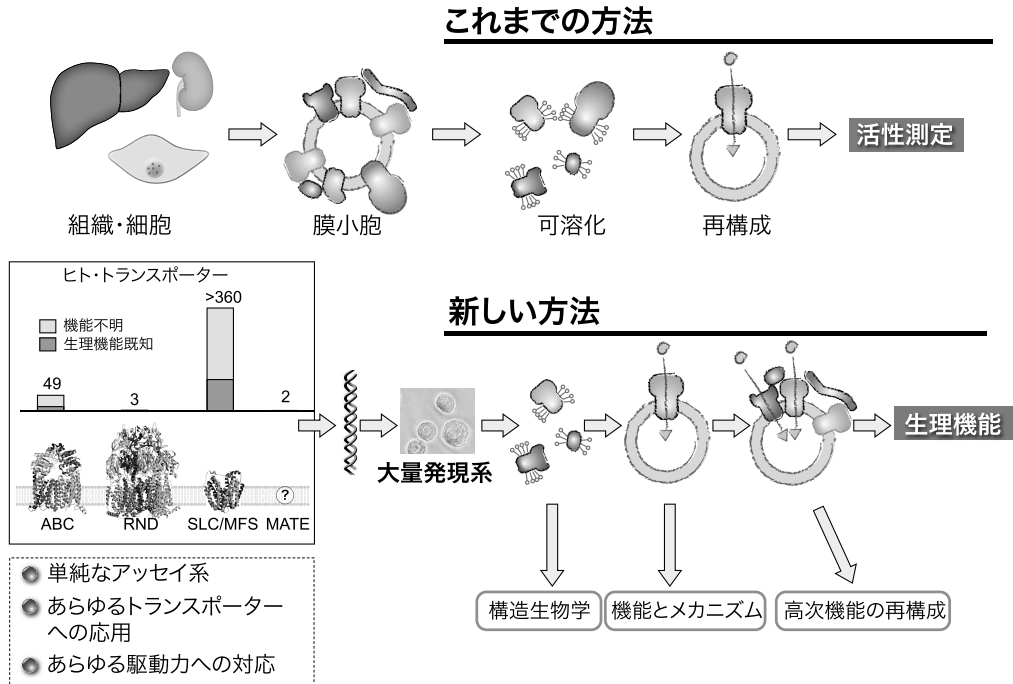 これまでの方法
組織・細胞
膜小胞
可溶化
再構成
活性測定
ヒト・トランスポーター
>360
機能不明
生理機能既知
49
3
2
ABC
RND
SLC/MFS
MATE
?
新しい方法
大量発現系
生理機能
構造生物学
機能とメカニズム
高次機能の再構成
単純なアッセイ系
あらゆるトランスポーター
への応用
あらゆる駆動力への対応